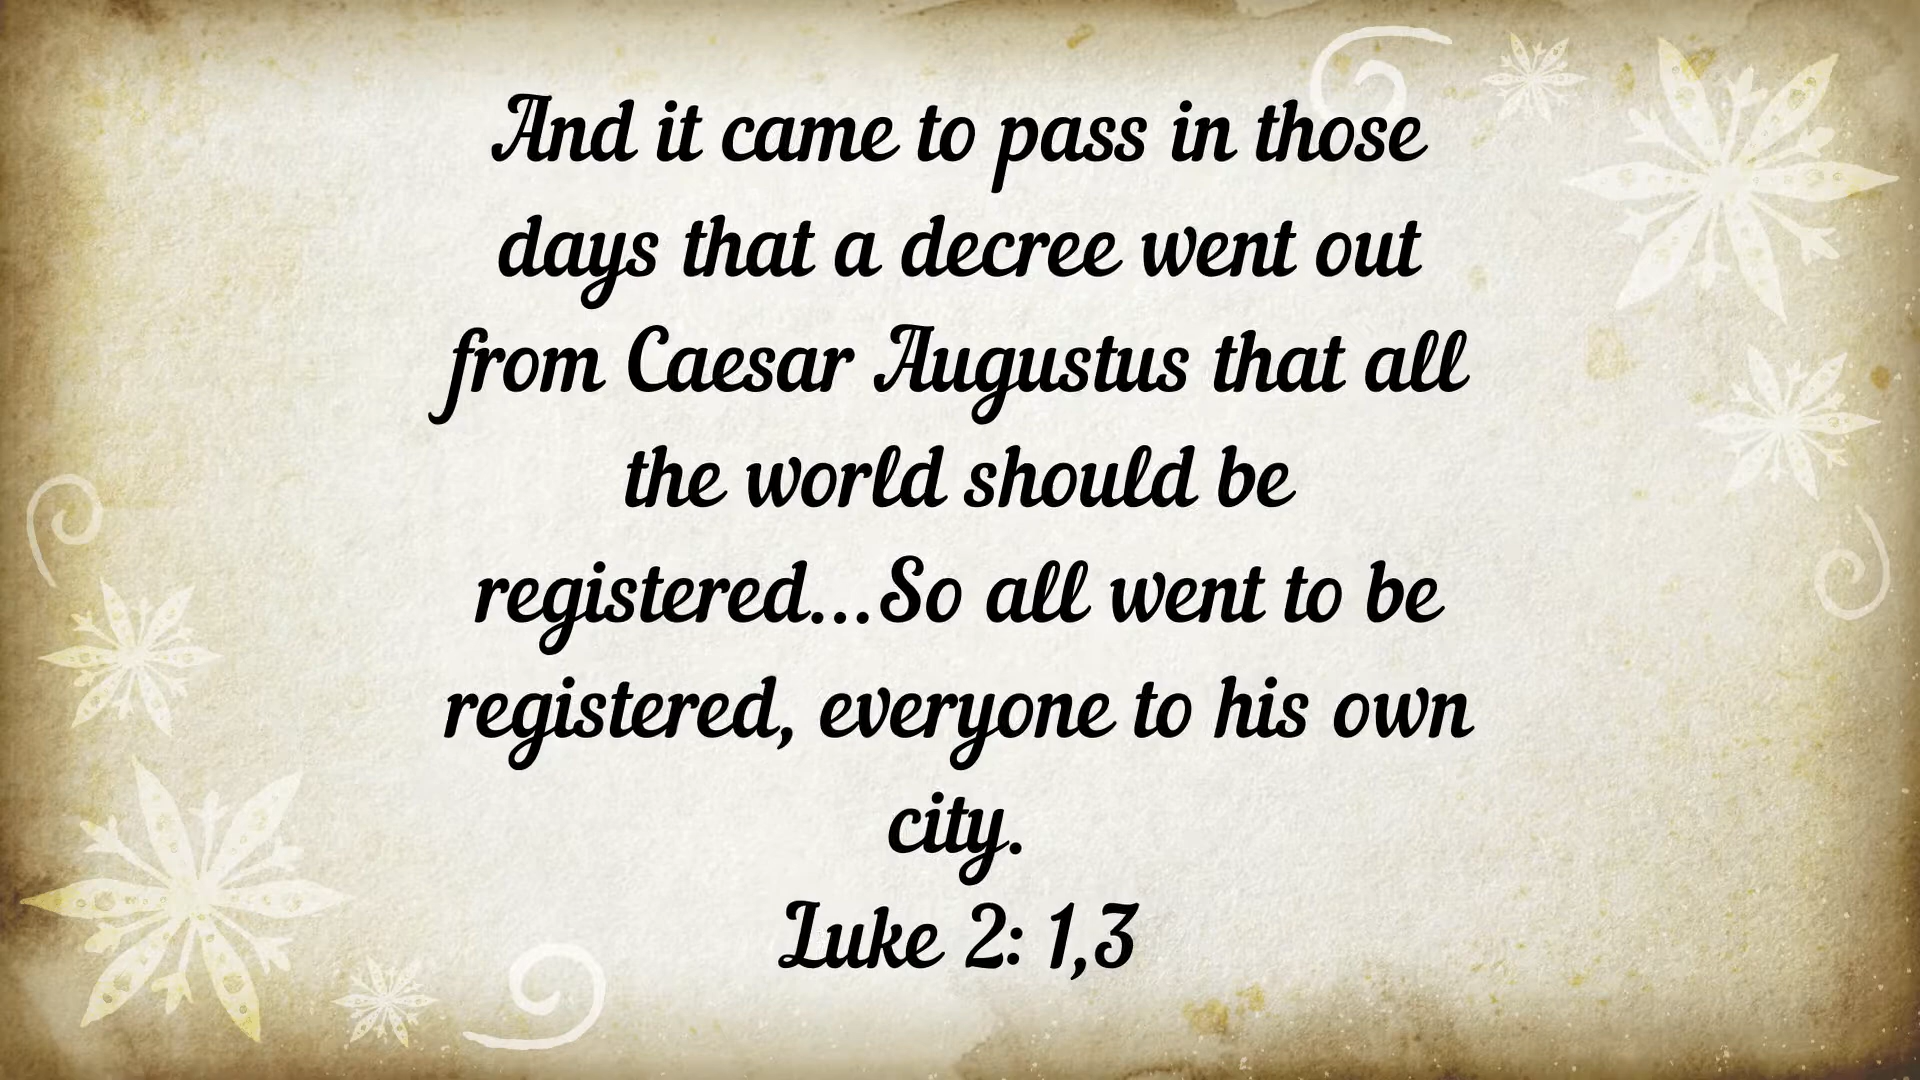 And it came to pass in those
days that a decree went out
from Caesar Augustus that all
the world should be
registered...So all went to be
registered, everyone to his own
city.
Luke 2: 1,3